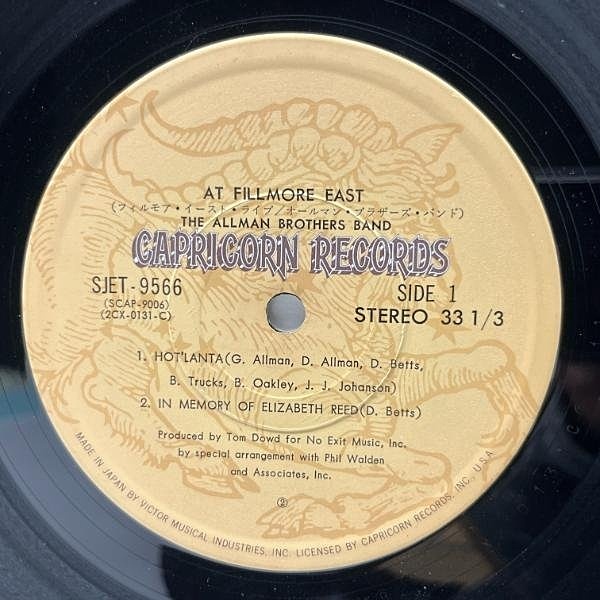 AT FILLMORE EAST
(フィルモア・イースト・ライブ/オールマン・ブラザーズ・バンド)
THE ALLMAN BROTHERS BAND
CAPRICORN RECORDS
SJET-9566
(SCAP-9006)
(2CX-0131-C)
SIDE 1
STEREO 33 1/3
1. HOT'LANTA(G. Allman, D. Allman, D. Betts,
B. Trucks, B. Oakley, J. J. Johanson)
2. IN MEMORY OF ELIZABETH REED(D. Betts)
Produced by Tom Dowd for No Exit Music, Inc.
by special arrangement with Phil Walden
and Associates, Inc.
②
MADE IN JAPAN BY VICTOR MUSICAL INDUSTRIES, INC. LICENSED BY CAPRICORN RECORDS, INC., U.S.A.